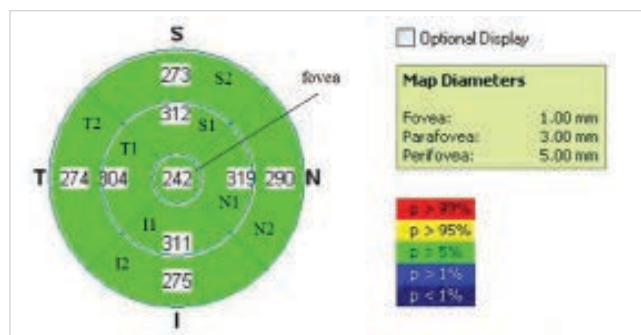 S
273 S2
fovea
312
S1
T2
T1
T 274 304 242 319 290 N
N1
I1
N2
311
I2
275
I
Optional Display
Map Diameters
Fovea: 1.00 mm
Parafovea: 3.00 mm
Perifovea: 5.00 mm
p > 99%
p > 95%
p > 5%
p > 1%
p < 1%